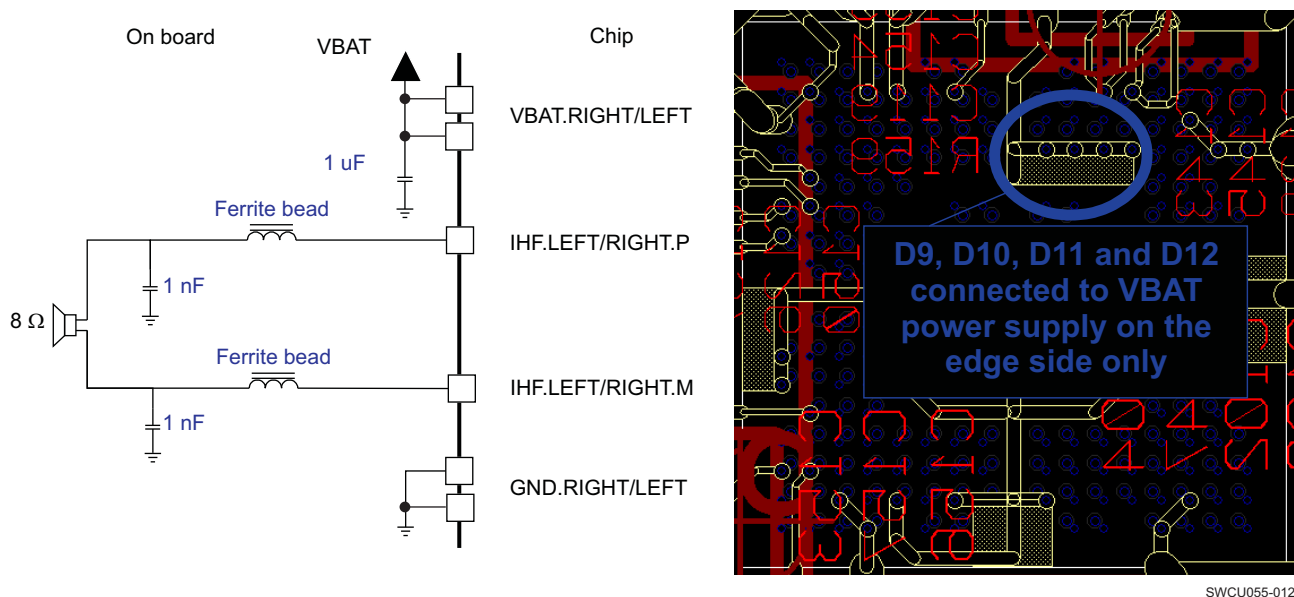 On board
VBAT
Chip
VBAT.RIGHT/LEFT
1 uF
Ferrite bead
IHF.LEFT/RIGHT.P
1 nF
8 Ω
Ferrite bead
IHF.LEFT/RIGHT.M
1 nF
GND.RIGHT/LEFT
D9, D10, D11 and D12
connected to VBAT
power supply on the
edge side only
SWCU055-012